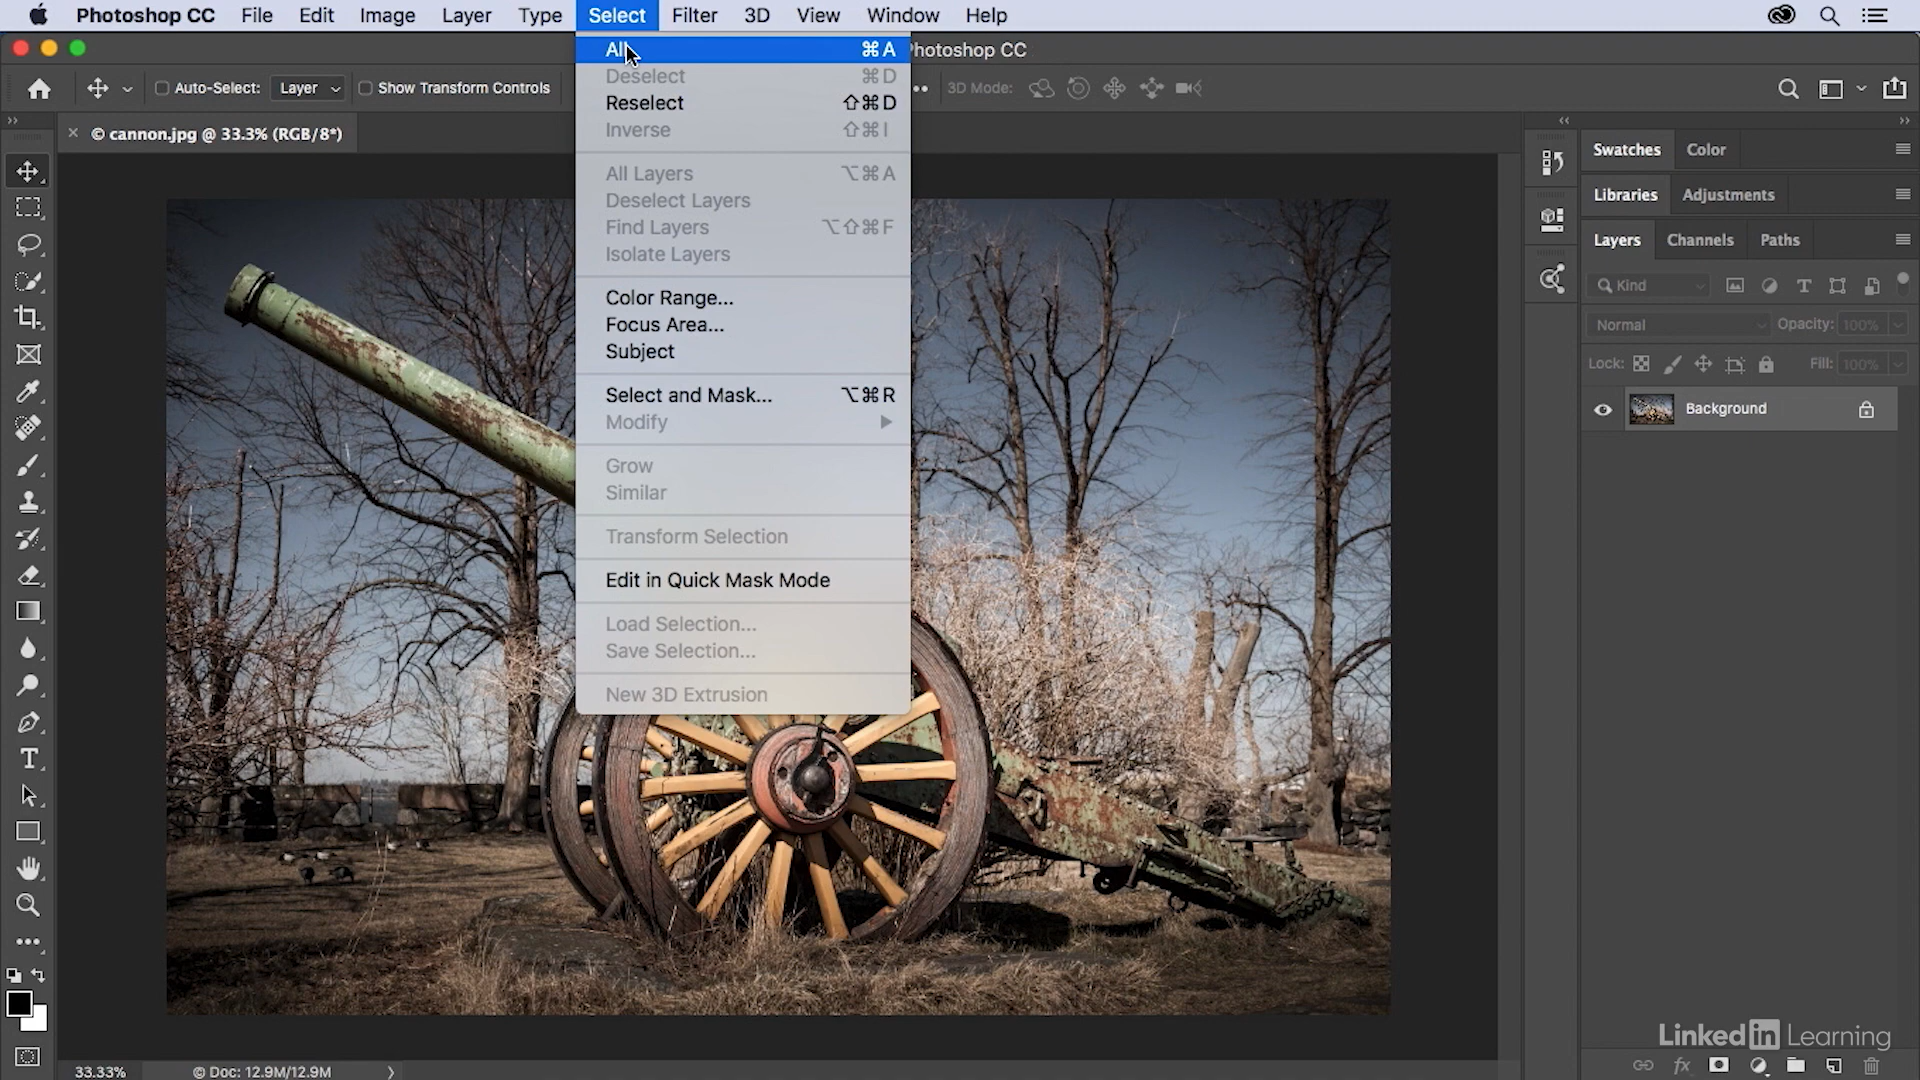 Photoshop CC File Edit Image Layer Type Select Filter 3D View Window Help
Photoshop CC
Auto-Select: Layer Show Transform Controls 3D Mode:
© cannon.jpg @ 33.3% (RGB/8*)
All ⌘A
Deselect ⌘D
Reselect ⇧⌘D
Inverse ⇧⌘I
All Layers ⌥⌘A
Deselect Layers
Find Layers ⌥⇧⌘F
Isolate Layers
Color Range...
Focus Area...
Subject
Select and Mask... ⌥⌘R
Modify
Grow
Similar
Transform Selection
Edit in Quick Mask Mode
Load Selection...
Save Selection...
New 3D Extrusion
Swatches Color
Libraries Adjustments
Layers Channels Paths
Kind
Normal Opacity: 100%
Lock: Fill: 100%
Background
33.33% © Doc: 12.9M/12.9M
LinkedIn Learning